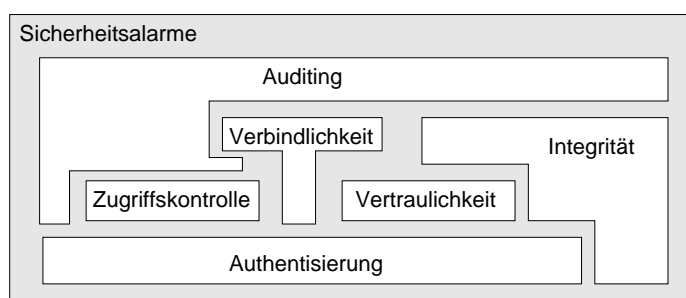 Sicherheitsalarme
Auditing
Verbindlichkeit
Integrität
Zugriffskontrolle
Vertraulichkeit
Authentisierung